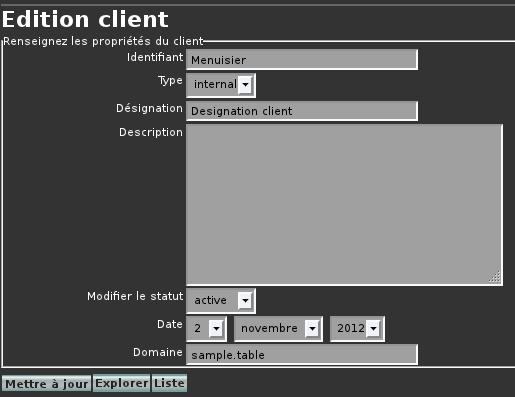 Edition client
Renseignez les propriétés du client
Identifiant Menuisier
Type internal
Désignation Designation client
Description
Modifier le statut active
Date 2 novembre 2012
Domaine sample.table
Mettre à jour Explorer Liste